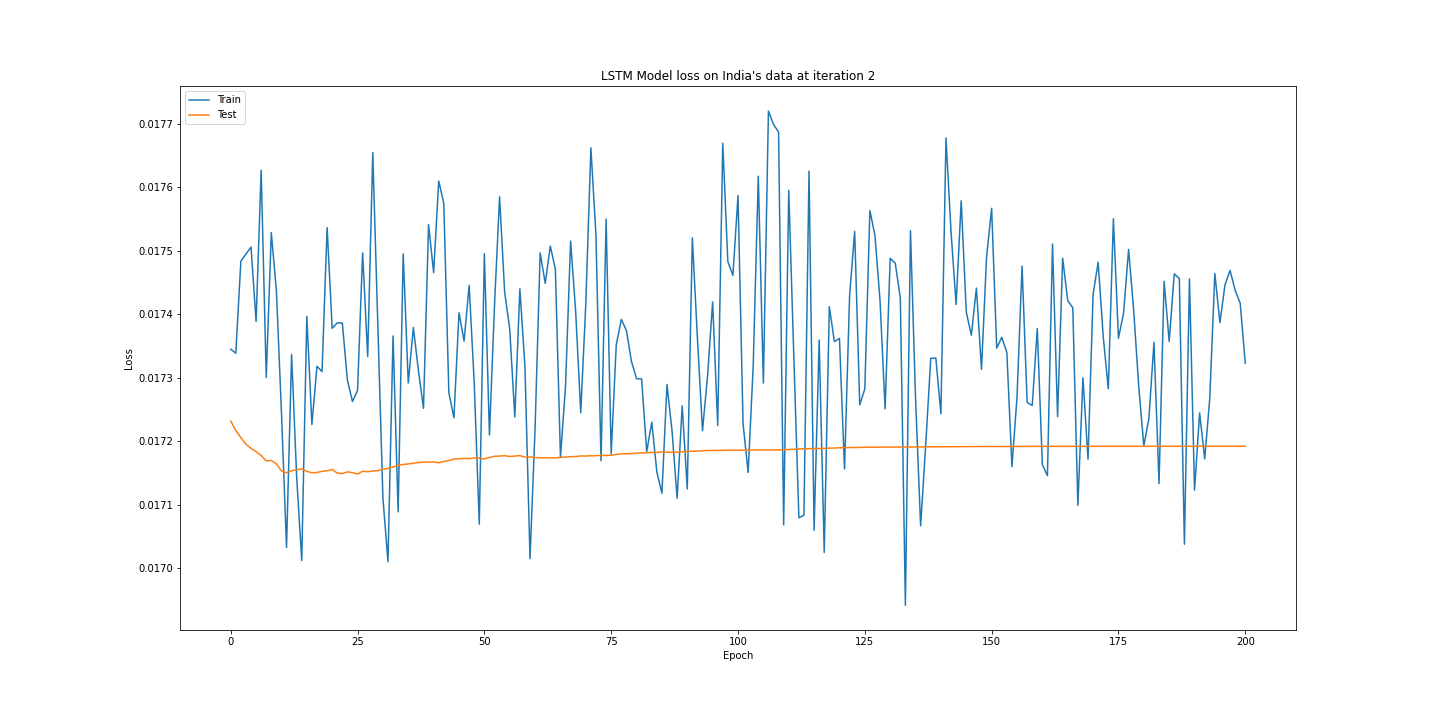 LSTM Model loss on India's data at iteration 2
Train
Test
0.0177
0.0176
0.0175
0.0174
0.0173
0.0172
0.0171
0.0170
Loss
0 25 50 75 100 125 150 175 200
Epoch